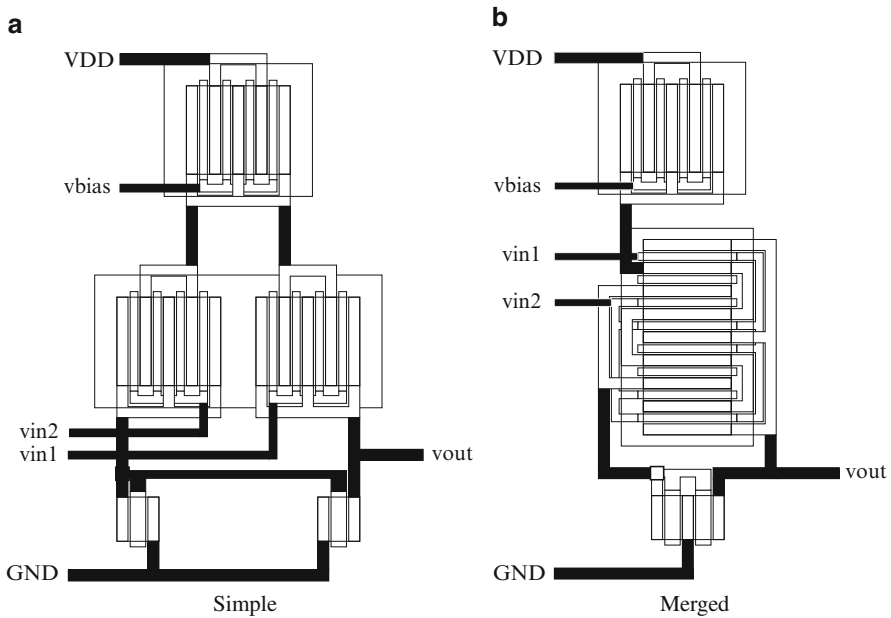 a
VDD
vbias
vin2
vin1
vout
GND
Simple
b
VDD
vbias
vin1
vin2
vout
GND
Merged